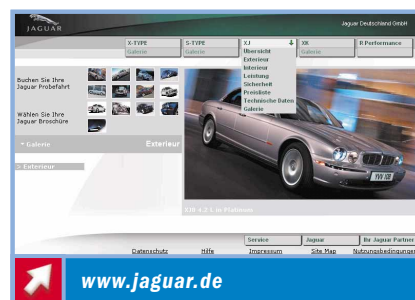 JAGUAR
Jaguar Deutschland GmbH
X-TYPE
Galerie
S-TYPE
Galerie
XJ
Übersicht
Exterieur
Interieur
Leistung
Sicherheit
Preisliste
Technische Daten
Galerie
XK
Galerie
R Performance
Buchen Sie Ihre
Jaguar Probefahrt
Wählen Sie Ihre
Jaguar Broschüre
Galerie
Exterieur
> Exterieur
XJR 4.2 L in Platinum
Service
Jaguar
Ihr Jaguar Partner
Datenschutz
Hilfe
Impressum
Site Map
Nutzungsbedingungen
www.jaguar.de